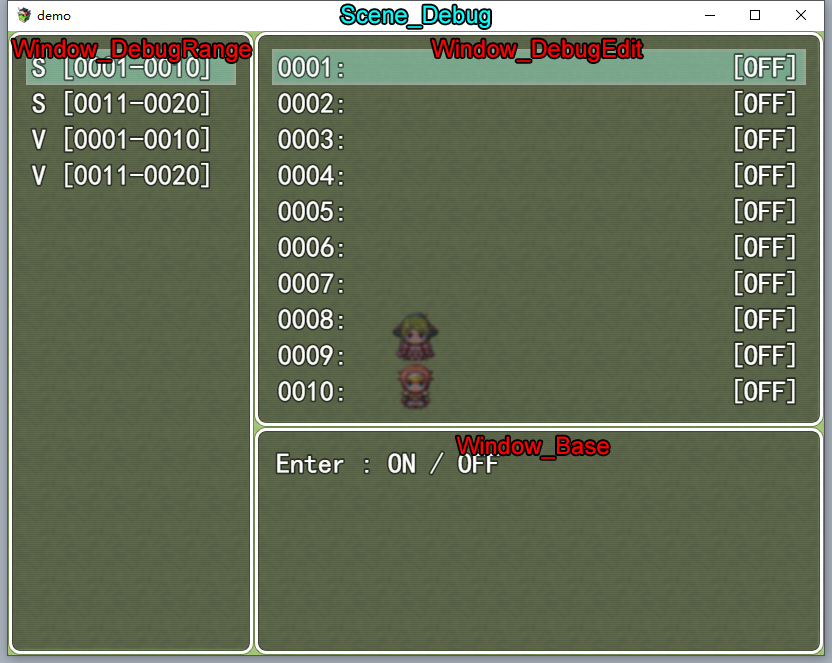 demo
Scene_Debug
Window_DebugRange
S [0001-0010]
S [0011-0020]
V [0001-0010]
V [0011-0020]
Window_DebugEdit
0001: [OFF]
0002: [OFF]
0003: [OFF]
0004: [OFF]
0005: [OFF]
0006: [OFF]
0007: [OFF]
0008: [OFF]
0009: [OFF]
0010: [OFF]
Window_Base
Enter : ON / OFF